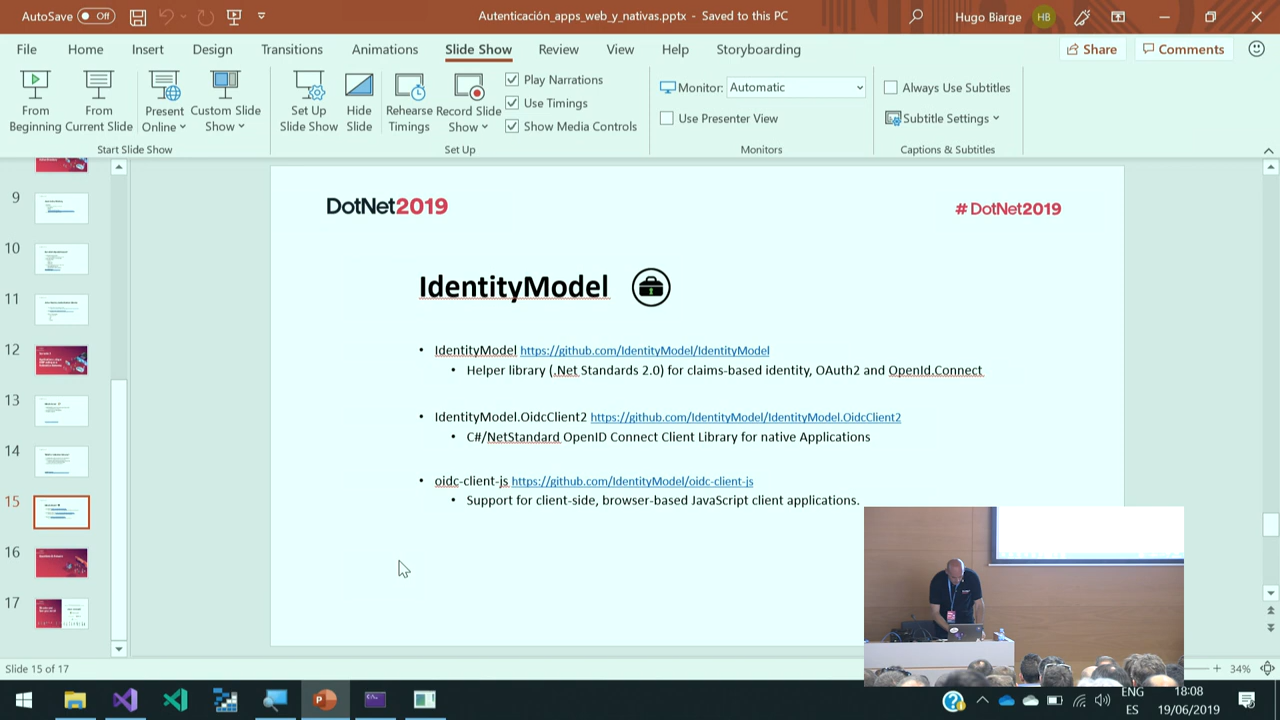 AutoSave Off Autenticación_apps_web_y_nativas.pptx - Saved to this PC Hugo Biarge HB
File Home Insert Design Transitions Animations Slide Show Review View Help Storyboarding Share Comments
From Beginning
From Current Slide
Present Online
Custom Slide Show
Set Up Slide Show
Hide Slide
Rehearse Timings
Record Slide Show
Play Narrations
Use Timings
Show Media Controls
Monitor: Automatic
Use Presenter View
Always Use Subtitles
Subtitle Settings
Start Slide Show Set Up Monitors Captions & Subtitles
9
10
11
12
13
14
15
16
17
DotNet2019 #DotNet2019
IdentityModel
• IdentityModel https://github.com/IdentityModel/IdentityModel
• Helper library (.Net Standards 2.0) for claims-based identity, OAuth2 and OpenId.Connect
• IdentityModel.OidcClient2 https://github.com/IdentityModel/IdentityModel.OidcClient2
• C#/NetStandard OpenID Connect Client Library for native Applications
• oidc-client-js https://github.com/IdentityModel/oidc-client-js
• Support for client-side, browser-based JavaScript client applications.
Slide 15 of 17 34%
ENG 18:08
ES 19/06/2019